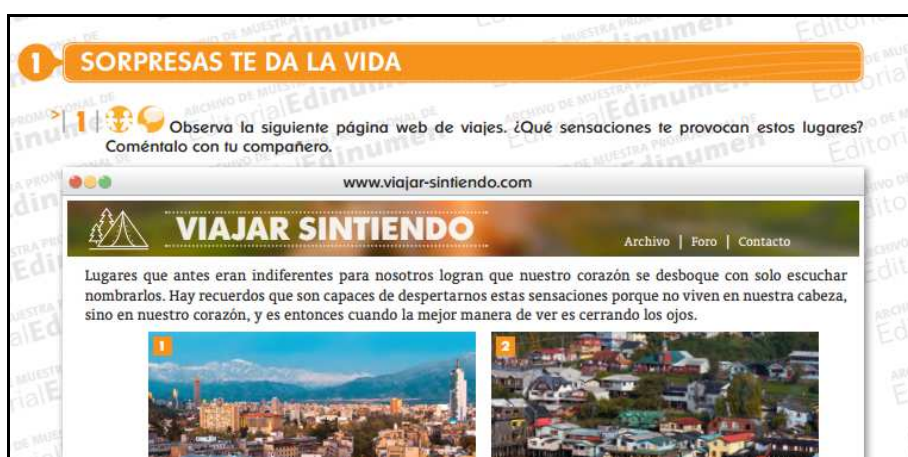 1 SORPRESAS TE DA LA VIDA
> 1 Observa la siguiente página web de viajes. ¿Qué sensaciones te provocan estos lugares?
Coméntalo con tu compañero.
www.viajar-sintiendo.com
VIAJAR SINTIENDO
Archivo | Foro | Contacto
Lugares que antes eran indiferentes para nosotros logran que nuestro corazón se desboque con solo escuchar
nombrarlos. Hay recuerdos que son capaces de despertarnos estas sensaciones porque no viven en nuestra cabeza,
sino en nuestro corazón, y es entonces cuando la mejor manera de ver es cerrando los ojos.
1
2